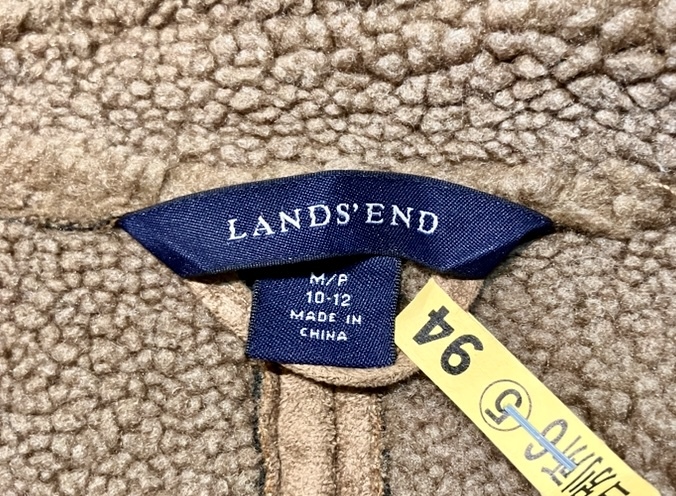 LANDS' END
M/P
10-12
MADE IN
CHINA
94
5